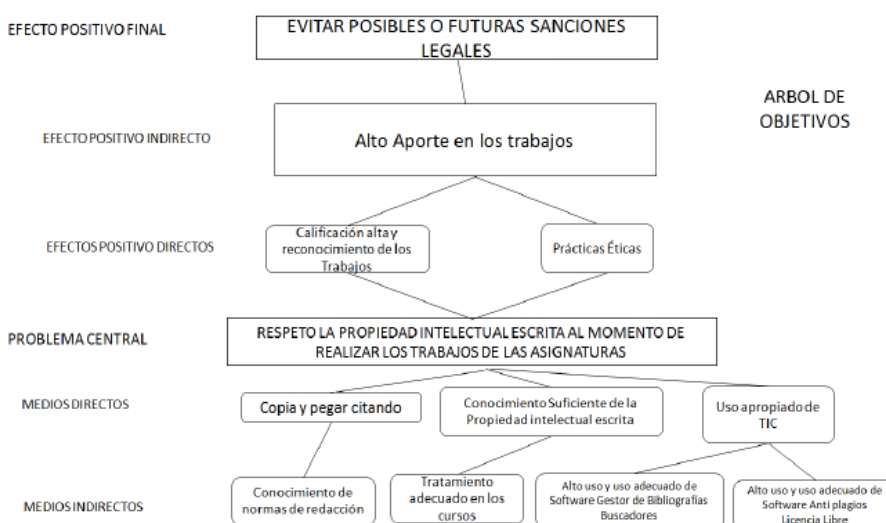 EFECTO POSITIVO FINAL
EVITAR POSIBLES O FUTURAS SANCIONES
LEGALES
ARBOL DE
OBJETIVOS
EFECTO POSITIVO INDIRECTO
Alto Aporte en los trabajos
EFECTOS POSITIVO DIRECTOS
Calificación alta y
reconocimiento de los
Trabajos
Prácticas Éticas
PROBLEMA CENTRAL
RESPETO LA PROPIEDAD INTELECTUAL ESCRITA AL MOMENTO DE
REALIZAR LOS TRABAJOS DE LAS ASIGNATURAS
MEDIOS DIRECTOS
Copia y pegar citando
Conocimiento Suficiente de la
Propiedad intelectual escrita
Uso apropiado de
TIC
MEDIOS INDIRECTOS
Conocimiento de
normas de redacción
Tratamiento
adecuado en los
cursos
Alto uso y uso adecuado de
Software Gestor de Bibliografías
Buscadores
Alto uso y uso adecuado de
Software Anti plagios
Licencia Libre